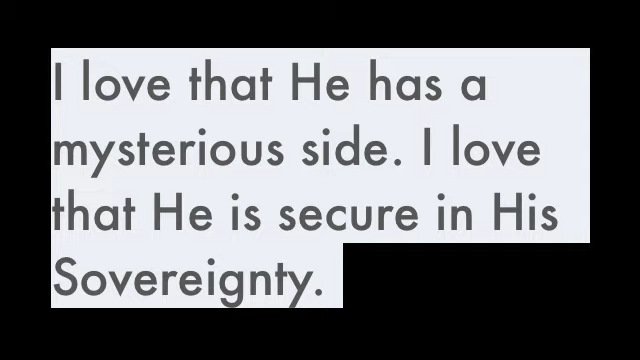 I love that He has a
mysterious side. I love
that He is secure in His
Sovereignty.